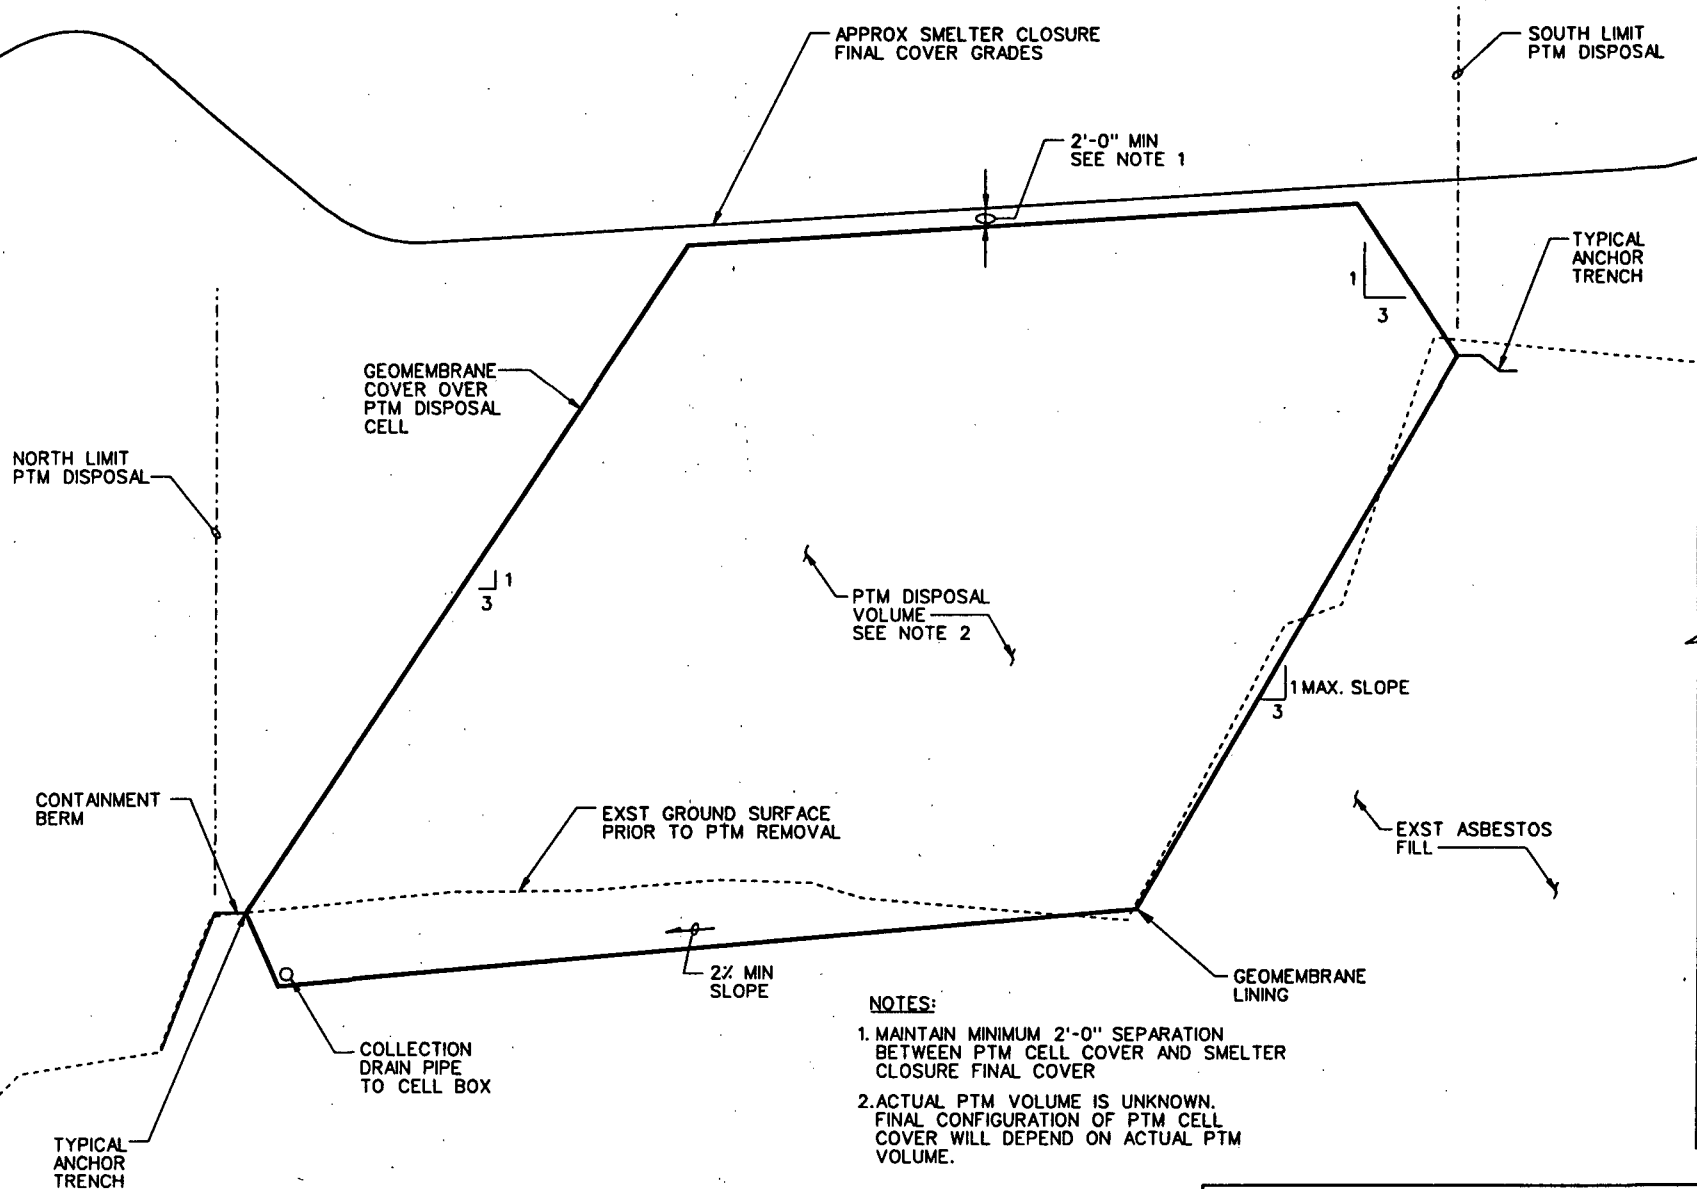 APPROX SMELTER CLOSURE
FINAL COVER GRADES
SOUTH LIMIT
PTM DISPOSAL
2'-0" MIN
SEE NOTE 1
TYPICAL
ANCHOR
TRENCH
1
3
GEOMEMBRANE
COVER OVER
PTM DISPOSAL
CELL
NORTH LIMIT
PTM DISPOSAL
1
3
PTM DISPOSAL
VOLUME
SEE NOTE 2
1 MAX. SLOPE
3
CONTAINMENT
BERM
EXST GROUND SURFACE
PRIOR TO PTM REMOVAL
EXST ASBESTOS
FILL
2% MIN
SLOPE
GEOMEMBRANE
LINING
COLLECTION
DRAIN PIPE
TO CELL BOX
TYPICAL
ANCHOR
TRENCH
NOTES:
1. MAINTAIN MINIMUM 2'-0" SEPARATION
BETWEEN PTM CELL COVER AND SMELTER
CLOSURE FINAL COVER
2. ACTUAL PTM VOLUME IS UNKNOWN.
FINAL CONFIGURATION OF PTM CELL
COVER WILL DEPEND ON ACTUAL PTM
VOLUME.